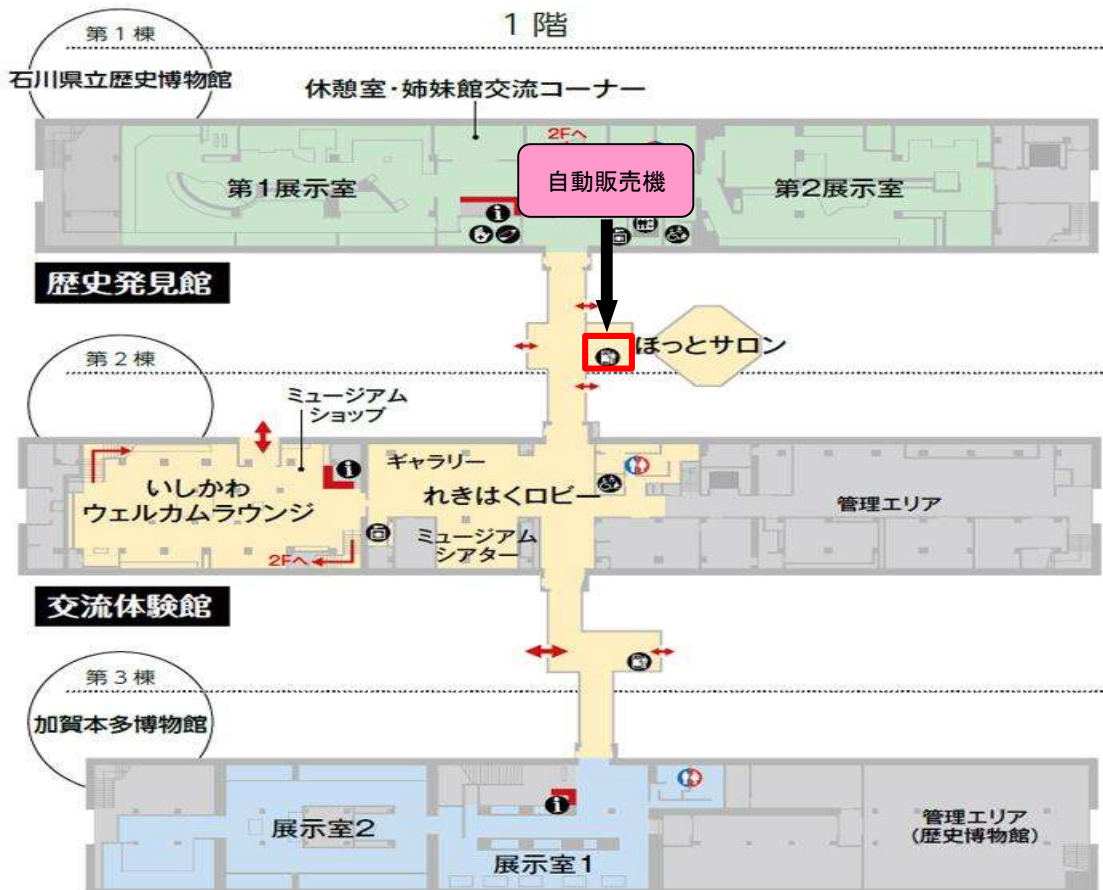 1階
第1棟
石川県立歴史博物館
休憩室・姉妹館交流コーナー
2Fへ
自動販売機
第1展示室
第2展示室
歴史発見館
ほっとサロン
第2棟
ミュージアム
ショップ
ギャラリー
いしかわ
ウェルカムラウンジ
れきはくロビー
管理エリア
ミュージアム
シアター
2Fへ
交流体験館
第3棟
加賀本多博物館
展示室2
展示室1
管理エリア
(歴史博物館)